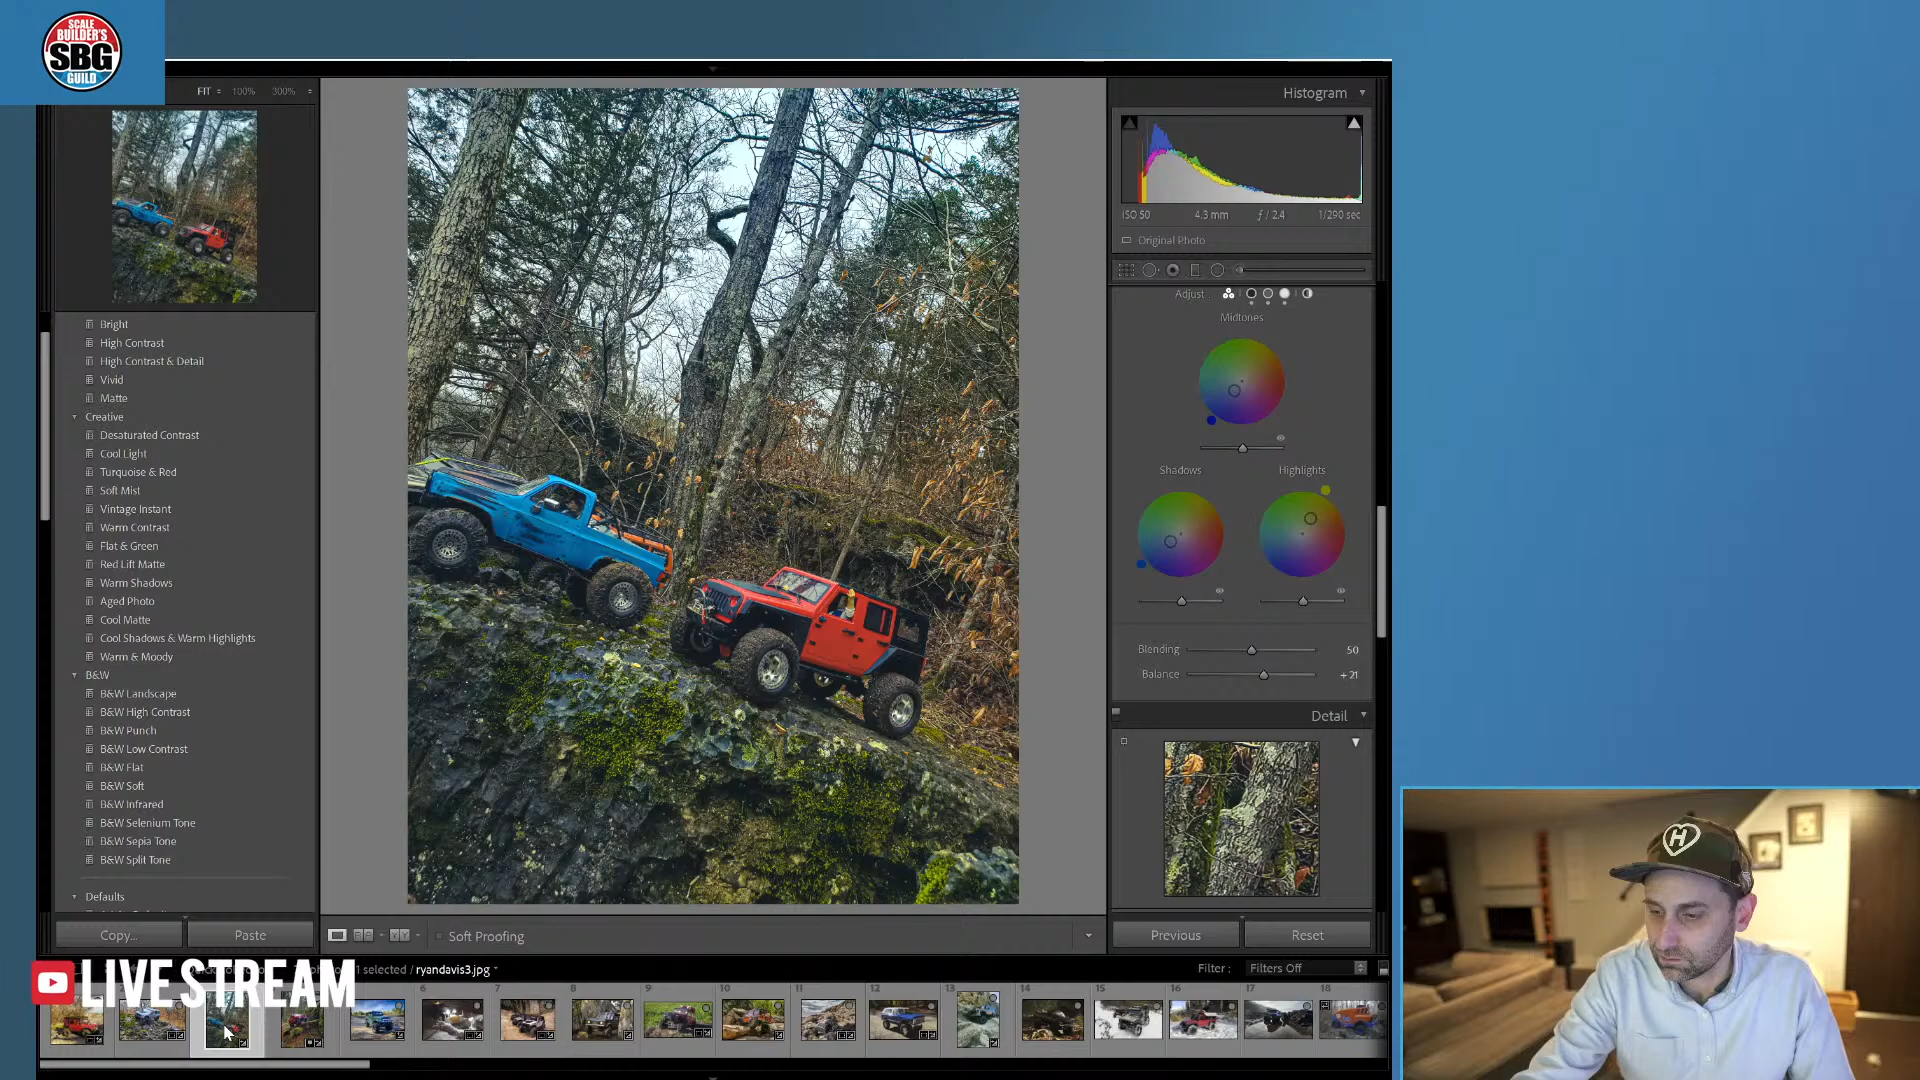 SCALE
BUILDER'S
SBG
GUILD
FIT 100% 300%
Histogram
ISO 50 4.3 mm ƒ / 2.4 1/290 sec
Original Photo
Adjust
Midtones
Shadows Highlights
Blending 50
Balance + 21
Detail
Bright
High Contrast
High Contrast & Detail
Vivid
Matte
Creative
Desaturated Contrast
Cool Light
Turquoise & Red
Soft Mist
Vintage Instant
Warm Contrast
Flat & Green
Red Lift Matte
Warm Shadows
Aged Photo
Cool Matte
Cool Shadows & Warm Highlights
Warm & Moody
B&W
B&W Landscape
B&W High Contrast
B&W Punch
B&W Low Contrast
B&W Flat
B&W Soft
B&W Infrared
B&W Selenium Tone
B&W Sepia Tone
B&W Split Tone
Defaults
Copy... Paste
Soft Proofing
Previous Reset
1 selected / ryandavis3.jpg
Filter : Filters Off
LIVE STREAM
6 7 8 9 10 11 12 13 14 15 16 17 18
H